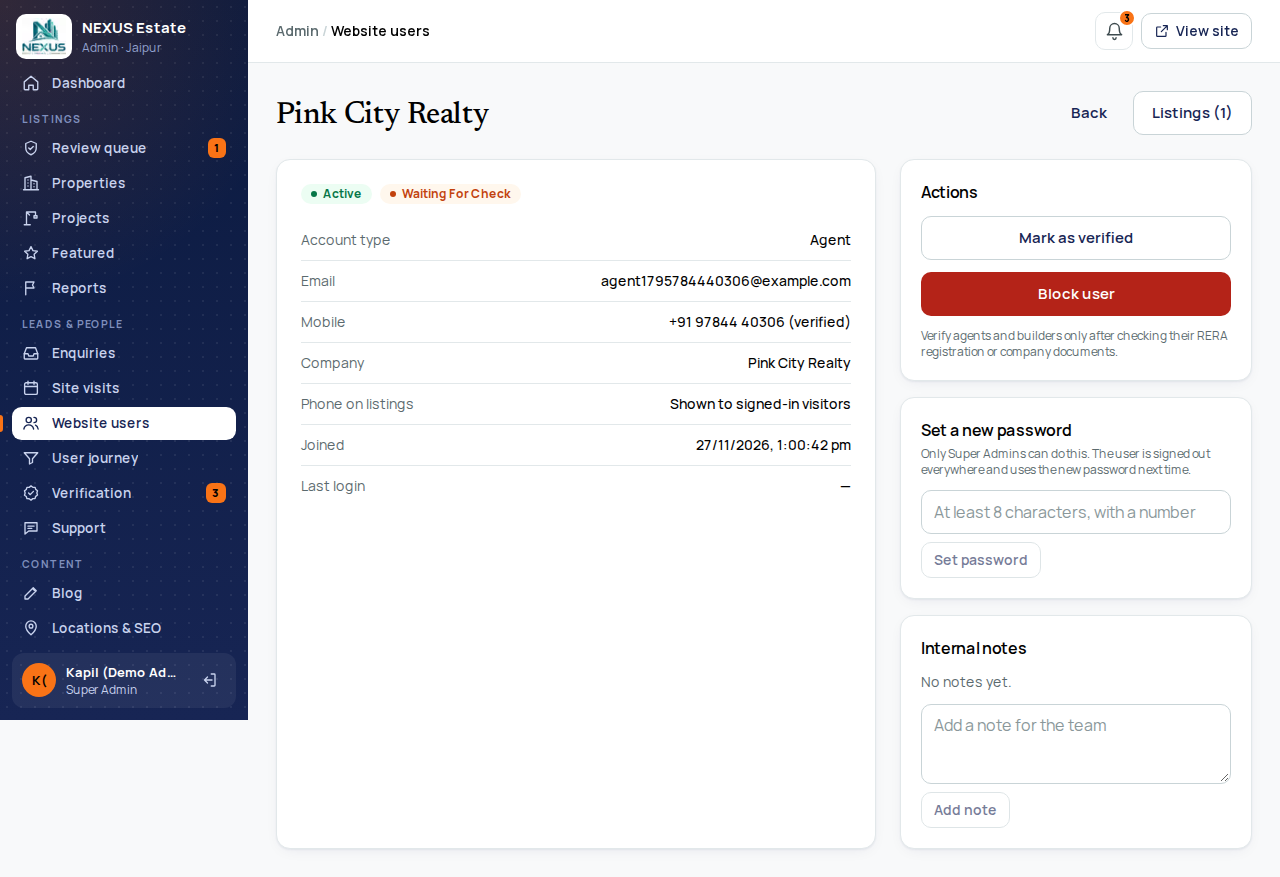 NEXUS
NEXUS Estate
Admin · Jaipur
Dashboard
LISTINGS
Review queue 1
Properties
Projects
Featured
Reports
LEADS & PEOPLE
Enquiries
Site visits
Website users
User journey
Verification 3
Support
CONTENT
Blog
Locations & SEO
K( Kapil (Demo Ad...
Super Admin
Admin / Website users
3
View site
Pink City Realty
Back
Listings (1)
Active Waiting For Check
Account type Agent
Email agent1795784440306@example.com
Mobile +91 97844 40306 (verified)
Company Pink City Realty
Phone on listings Shown to signed-in visitors
Joined 27/11/2026, 1:00:42 pm
Last login —
Actions
Mark as verified
Block user
Verify agents and builders only after checking their RERA
registration or company documents.
Set a new password
Only Super Admins can do this. The user is signed out
everywhere and uses the new password next time.
At least 8 characters, with a number
Set password
Internal notes
No notes yet.
Add a note for the team
Add note